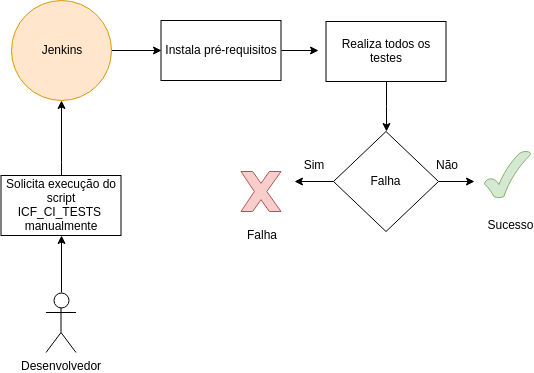 Jenkins
Instala pré-requisitos
Realiza todos os
testes
Sim
Falha
Não
Falha
Sucesso
Solicita execução do
script
ICF_CI_TESTS
manualmente
Desenvolvedor